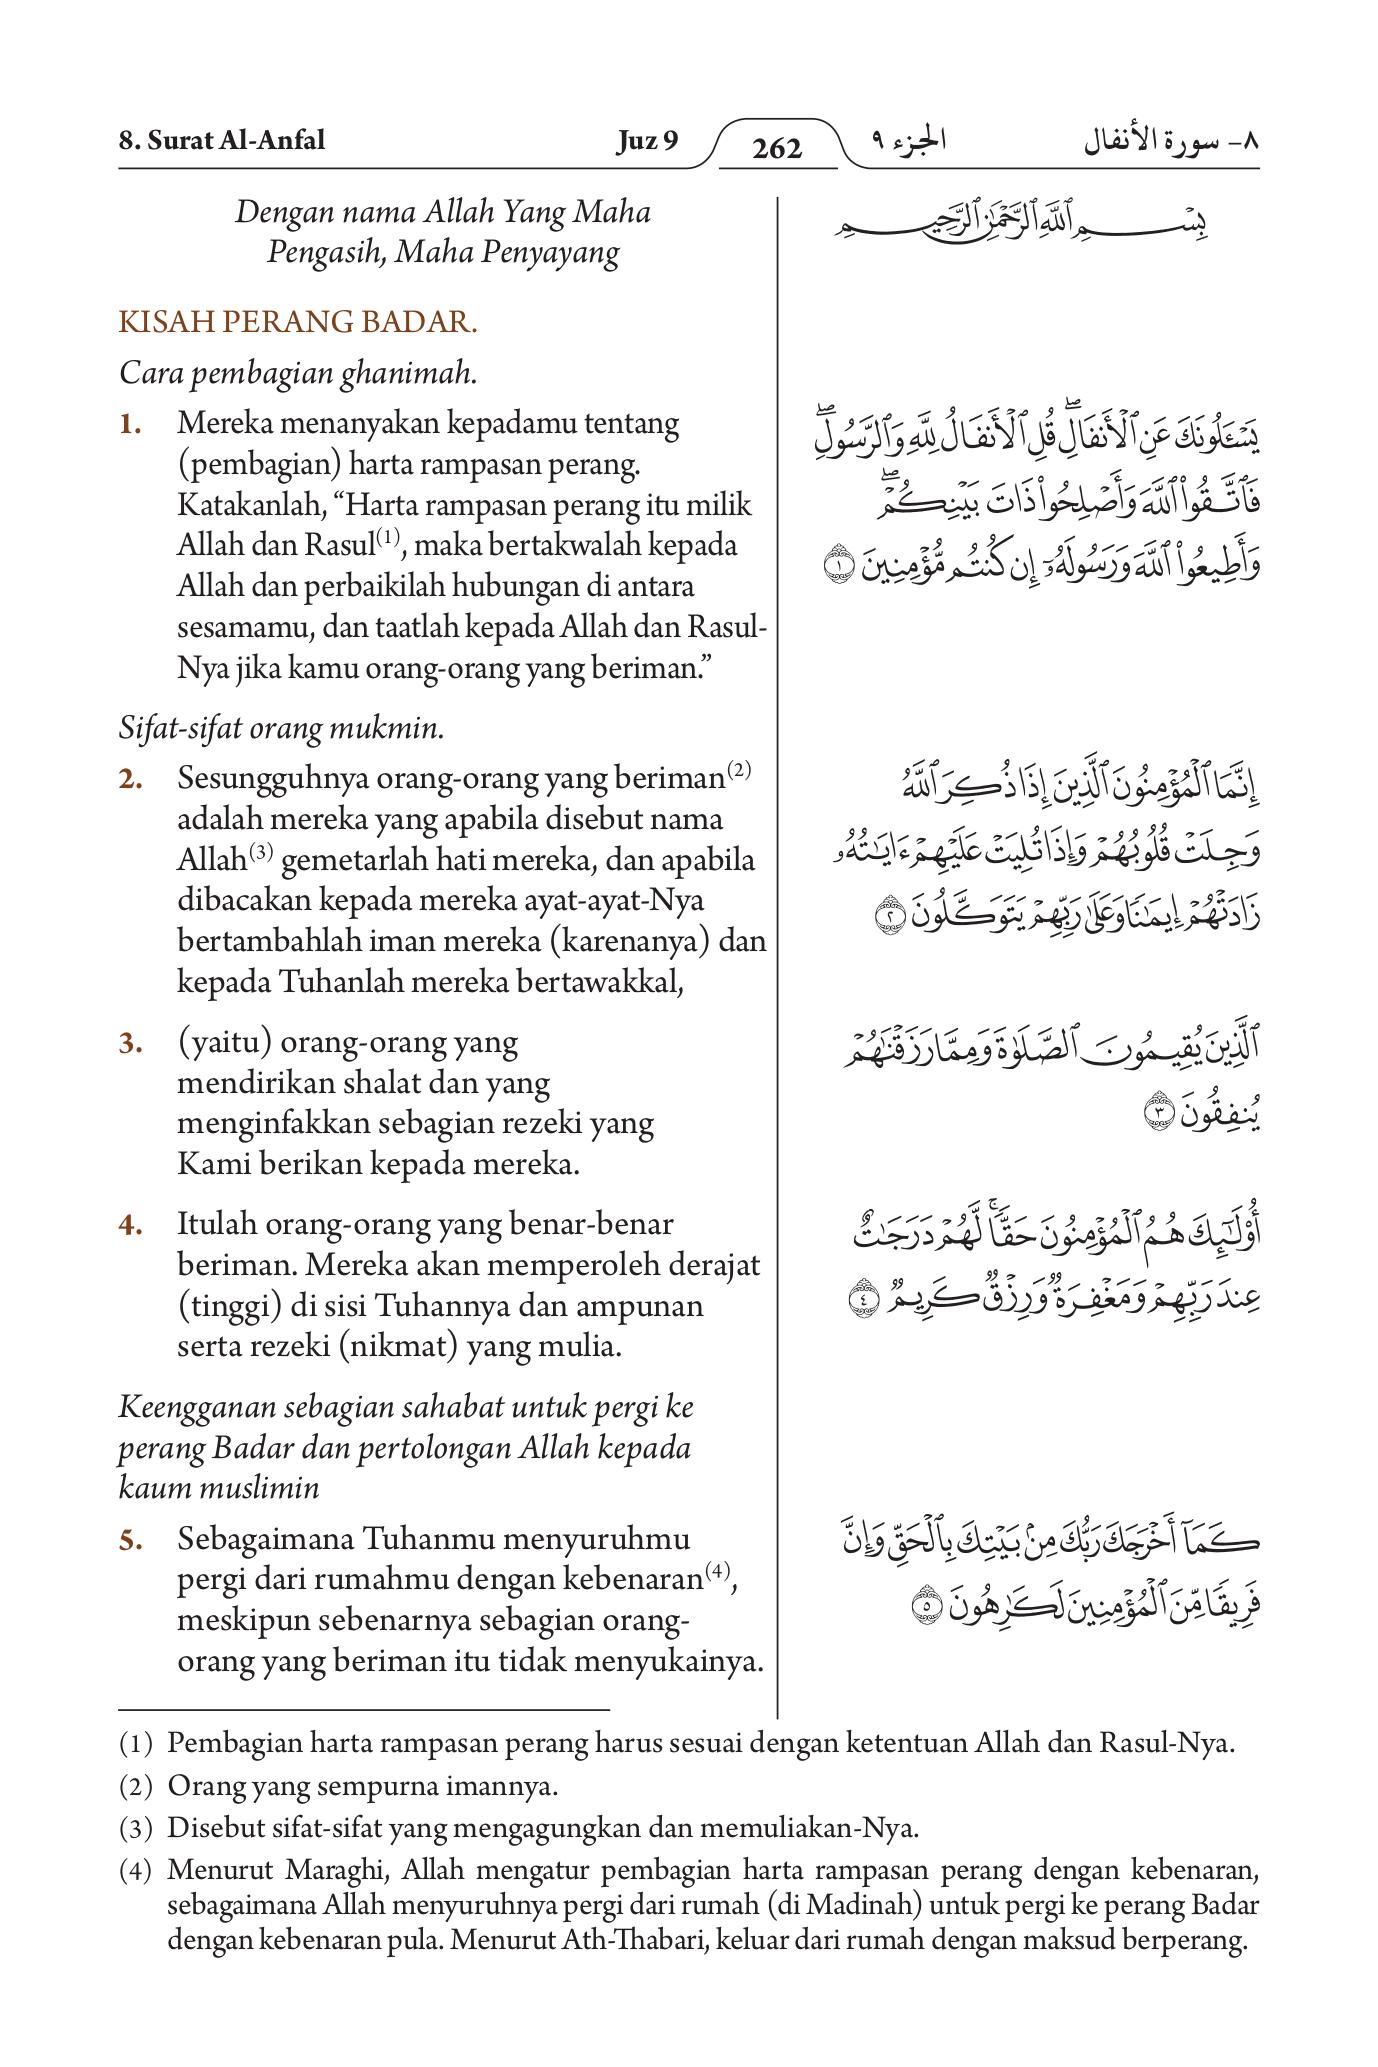 8. Surat Al-Anfal
Juz 9
262
الجزء ٩
٨- سورة الأنفال
Dengan nama Allah Yang Maha
Pengasih, Maha Penyayang
بِسْمِ ٱللَّهِ ٱلرَّحْمَٰنِ ٱلرَّحِيمِ
KISAH PERANG BADAR.
Cara pembagian ghanimah.
1. Mereka menanyakan kepadamu tentang
(pembagian) harta rampasan perang.
Katakanlah, “Harta rampasan perang itu milik
Allah dan Rasul(1), maka bertakwalah kepada
Allah dan perbaikilah hubungan di antara
sesamamu, dan taatlah kepada Allah dan Rasul-
Nya jika kamu orang-orang yang beriman.”
يَسْـَٔلُونَكَ عَنِ ٱلْأَنفَالِ ۖ قُلِ ٱلْأَنفَالُ لِلَّهِ وَٱلرَّسُولِ ۖ
فَٱتَّقُوا۟ ٱللَّهَ وَأَصْلِحُوا۟ ذَاتَ بَيْنِكُمْ ۖ
وَأَطِيعُوا۟ ٱللَّهَ وَرَسُولَهُۥٓ إِن كُنتُم مُّؤْمِنِينَ ١
Sifat-sifat orang mukmin.
2. Sesungguhnya orang-orang yang beriman(2)
adalah mereka yang apabila disebut nama
Allah(3) gemetarlah hati mereka, dan apabila
dibacakan kepada mereka ayat-ayat-Nya
bertambahlah iman mereka (karenanya) dan
kepada Tuhanlah mereka bertawakkal,
إِنَّمَا ٱلْمُؤْمِنُونَ ٱلَّذِينَ إِذَا ذُكِرَ ٱللَّهُ
وَجِلَتْ قُلُوبُهُمْ وَإِذَا تُلِيَتْ عَلَيْهِمْ ءَايَٰتُهُۥ
زَادَتْهُمْ إِيمَٰنًا وَعَلَىٰ رَبِّهِمْ يَتَوَكَّلُونَ ٢
3. (yaitu) orang-orang yang
mendirikan shalat dan yang
menginfakkan sebagian rezeki yang
Kami berikan kepada mereka.
ٱلَّذِينَ يُقِيمُونَ ٱلصَّلَوٰةَ وَمِمَّا رَزَقْنَٰهُمْ
يُنفِقُونَ ٣
4. Itulah orang-orang yang benar-benar
beriman. Mereka akan memperoleh derajat
(tinggi) di sisi Tuhannya dan ampunan
serta rezeki (nikmat) yang mulia.
أُو۟لَٰٓئِكَ هُمُ ٱلْمُؤْمِنُونَ حَقًّا ۚ لَّهُمْ دَرَجَٰتٌ
عِندَ رَبِّهِمْ وَمَغْفِرَةٌ وَرِزْقٌ كَرِيمٌ ٤
Keengganan sebagian sahabat untuk pergi ke
perang Badar dan pertolongan Allah kepada
kaum muslimin
5. Sebagaimana Tuhanmu menyuruhmu
pergi dari rumahmu dengan kebenaran(4),
meskipun sebenarnya sebagian orang-
orang yang beriman itu tidak menyukainya.
كَمَآ أَخْرَجَكَ رَبُّكَ مِنۢ بَيْتِكَ بِٱلْحَقِّ وَإِنَّ
فَرِيقًا مِّنَ ٱلْمُؤْمِنِينَ لَكَٰرِهُونَ ٥
(1) Pembagian harta rampasan perang harus sesuai dengan ketentuan Allah dan Rasul-Nya.
(2) Orang yang sempurna imannya.
(3) Disebut sifat-sifat yang mengagungkan dan memuliakan-Nya.
(4) Menurut Maraghi, Allah mengatur pembagian harta rampasan perang dengan kebenaran,
sebagaimana Allah menyuruhnya pergi dari rumah (di Madinah) untuk pergi ke perang Badar
dengan kebenaran pula. Menurut Ath-Thabari, keluar dari rumah dengan maksud berperang.